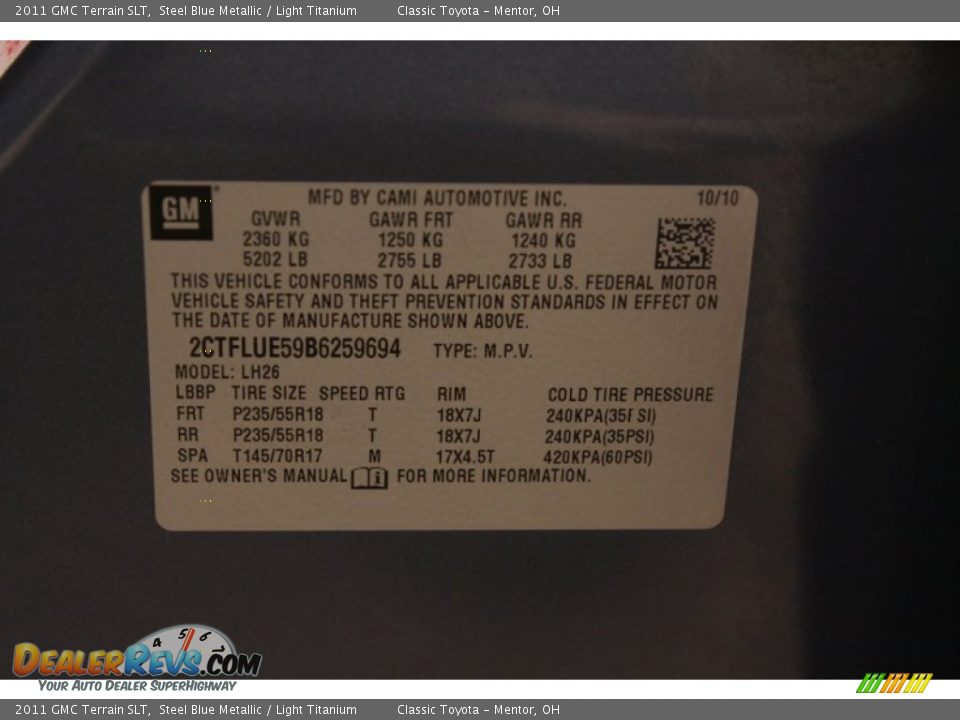 2011 GMC Terrain SLT, Steel Blue Metallic / Light Titanium Classic Toyota – Mentor, OH
GM MFD BY CAMI AUTOMOTIVE INC. 10/10
GVWR GAWR FRT GAWR RR
2360 KG 1250 KG 1240 KG
5202 LB 2755 LB 2733 LB
THIS VEHICLE CONFORMS TO ALL APPLICABLE U.S. FEDERAL MOTOR
VEHICLE SAFETY AND THEFT PREVENTION STANDARDS IN EFFECT ON
THE DATE OF MANUFACTURE SHOWN ABOVE.
2CTFLUE59B6259694 TYPE: M.P.V.
MODEL: LH26
LBBP TIRE SIZE SPEED RTG RIM COLD TIRE PRESSURE
FRT P235/55R18 T 18X7J 240KPA(35PSI)
RR P235/55R18 T 18X7J 240KPA(35PSI)
SPA T145/70R17 M 17X4.5T 420KPA(60PSI)
SEE OWNER'S MANUAL i FOR MORE INFORMATION.
4 5 6
DEALERREVS.COM
YOUR AUTO DEALER SUPERHIGHWAY
2011 GMC Terrain SLT, Steel Blue Metallic / Light Titanium Classic Toyota – Mentor, OH